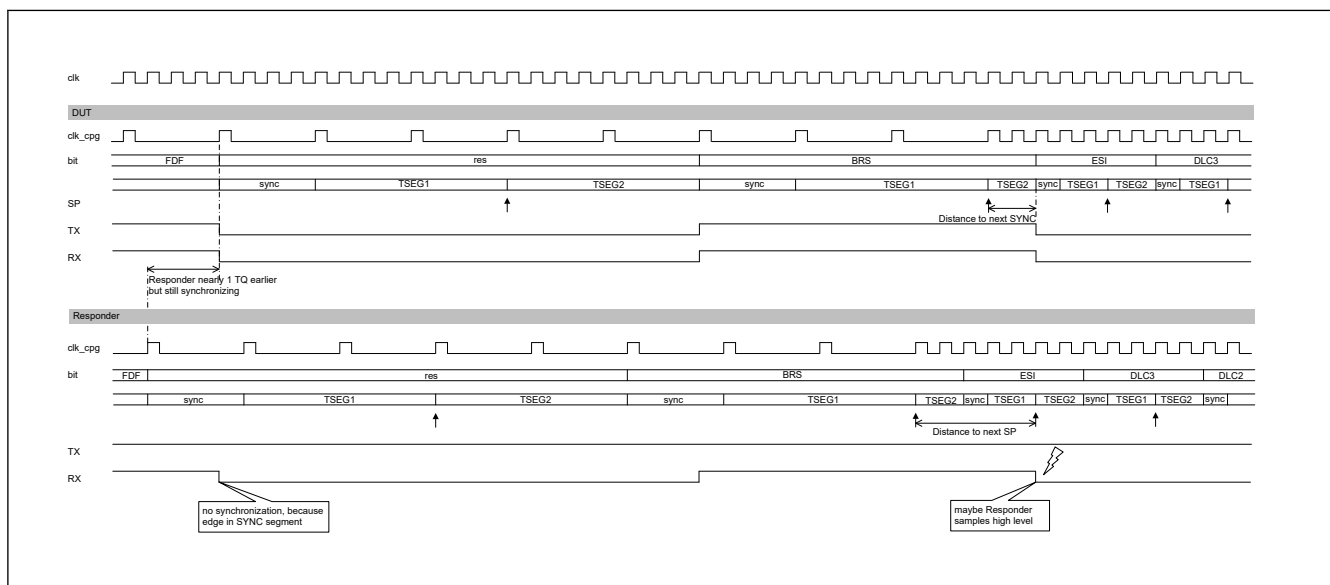 clk
DUT
clk_cpg
bit FDF res BRS ESI DLC3
sync TSEG1 TSEG2 sync TSEG1 TSEG2 sync TSEG1 TSEG2 sync TSEG1
SP
Distance to next SYNC
TX
RX
Responder nearly 1 TQ earlier
but still synchronizing
Responder
clk_cpg
bit FDF res BRS ESI DLC3 DLC2
sync TSEG1 TSEG2 sync TSEG1 TSEG2 sync TSEG1 TSEG2 sync TSEG1 TSEG2 sync
Distance to next SP
TX
RX
no synchronization, because
edge in SYNC segment
maybe Responder
samples high level